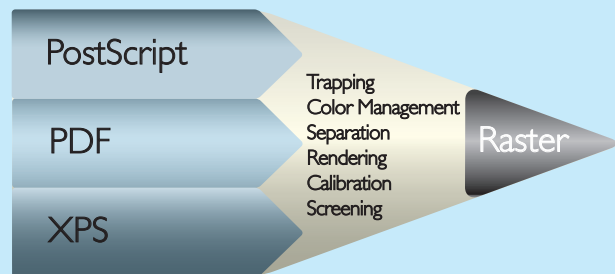 PostScript
PDF
XPS
Trapping
Color Management
Separation
Rendering
Calibration
Screening
Raster